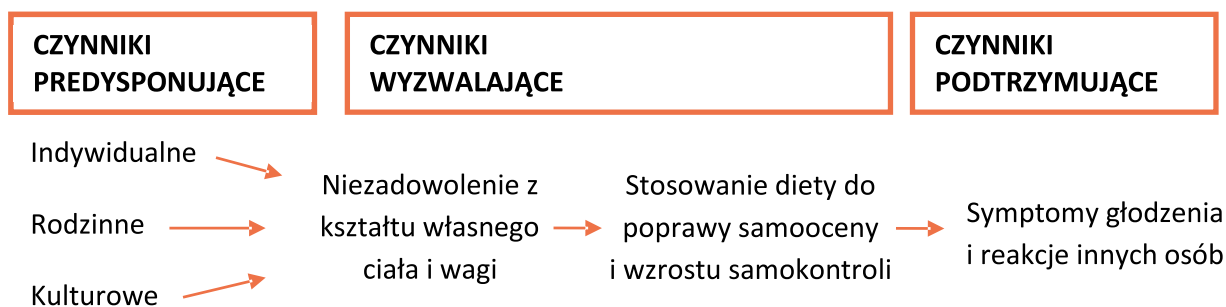 CZYNNIKI
PREDYSPONUJĄCE
CZYNNIKI
WYZWALAJĄCE
CZYNNIKI
PODTRZYMUJĄCE
Indywidualne
Rodzinne
Kulturowe
Niezadowolenie z
kształtu własnego
ciała i wagi
Stosowanie diety do
poprawy samooceny
i wzrostu samokontroli
Symptomy głodzenia
i reakcje innych osób